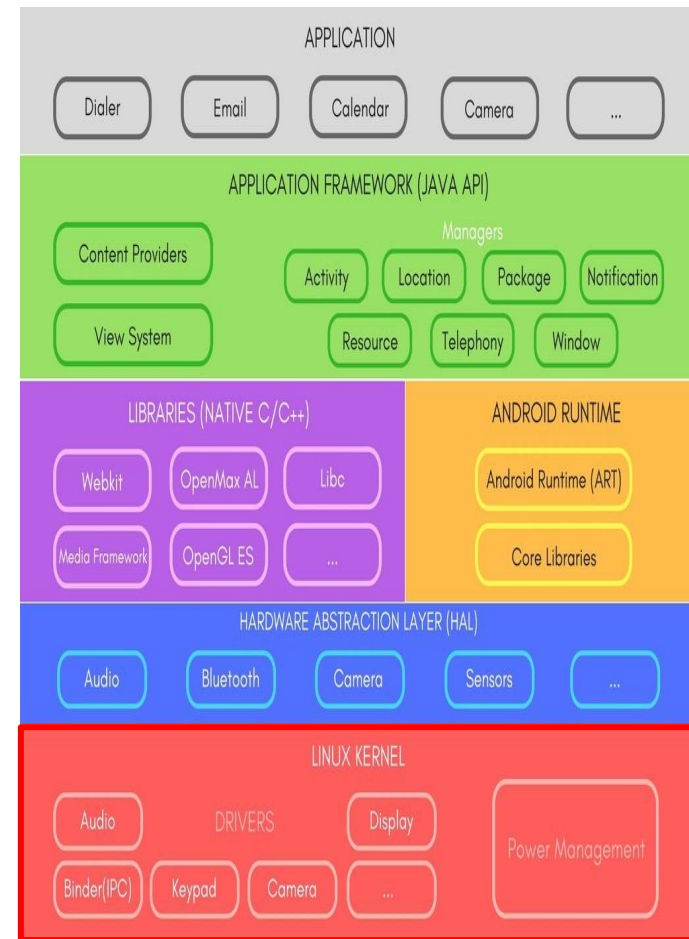 APPLICATION
Dialer
Email
Calendar
Camera
...
APPLICATION FRAMEWORK (JAVA API)
Content Providers
View System
Managers
Activity
Location
Package
Notification
Resource
Telephony
Window
LIBRARIES (NATIVE C/C++)
Webkit
OpenMax AL
Libc
Media Framework
OpenGL ES
...
ANDROID RUNTIME
Android Runtime (ART)
Core Libraries
HARDWARE ABSTRACTION LAYER (HAL)
Audio
Bluetooth
Camera
Sensors
...
LINUX KERNEL
Audio
DRIVERS
Display
Binder(IPC)
Keypad
Camera
...
Power Management